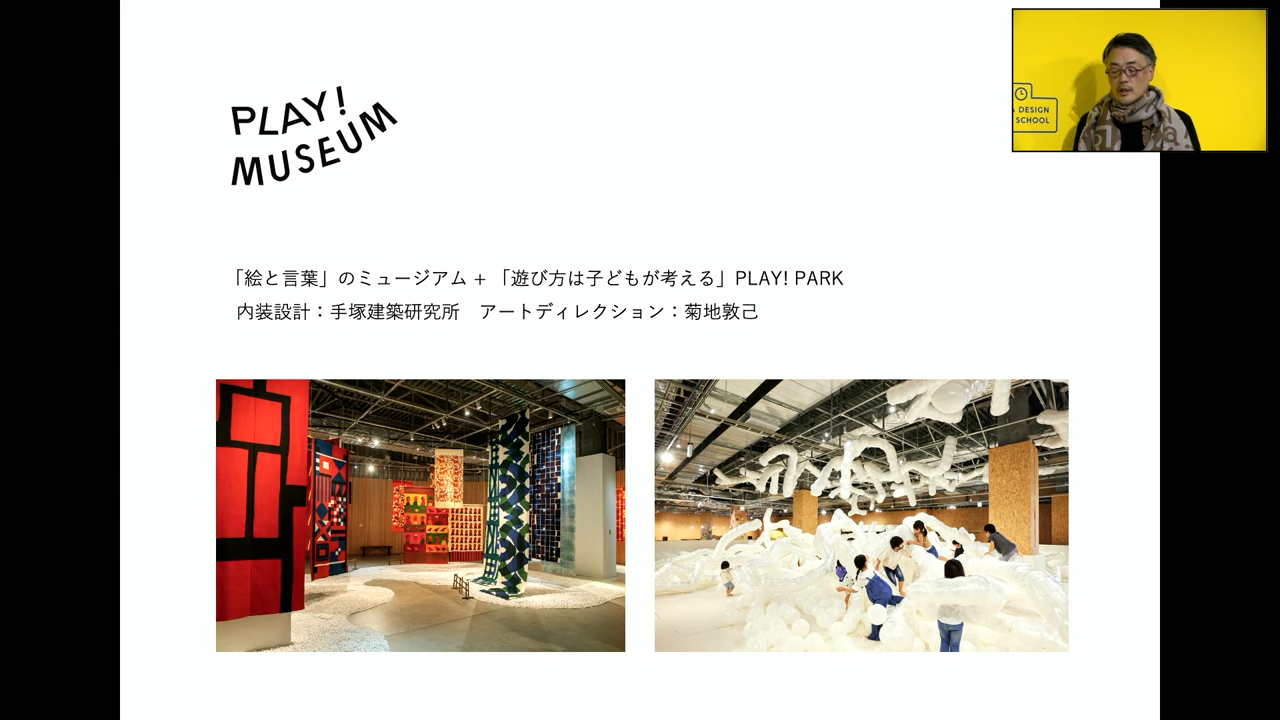 PLAY!
MUSEUM
「絵と言葉」のミュージアム + 「遊び方は子どもが考える」PLAY! PARK
内装設計：手塚建築研究所　アートディレクション：菊地敦己
A DESIGN
SCHOOL